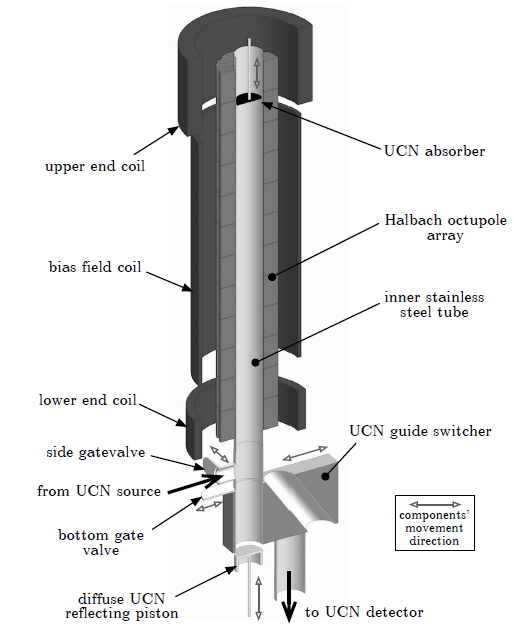 upper end coil
UCN absorber
Halbach octupole
array
bias field coil
inner stainless
steel tube
lower end coil
UCN guide switcher
side gatevalve
from UCN source
bottom gate
valve
components'
movement
direction
diffuse UCN
reflecting piston
to UCN detector